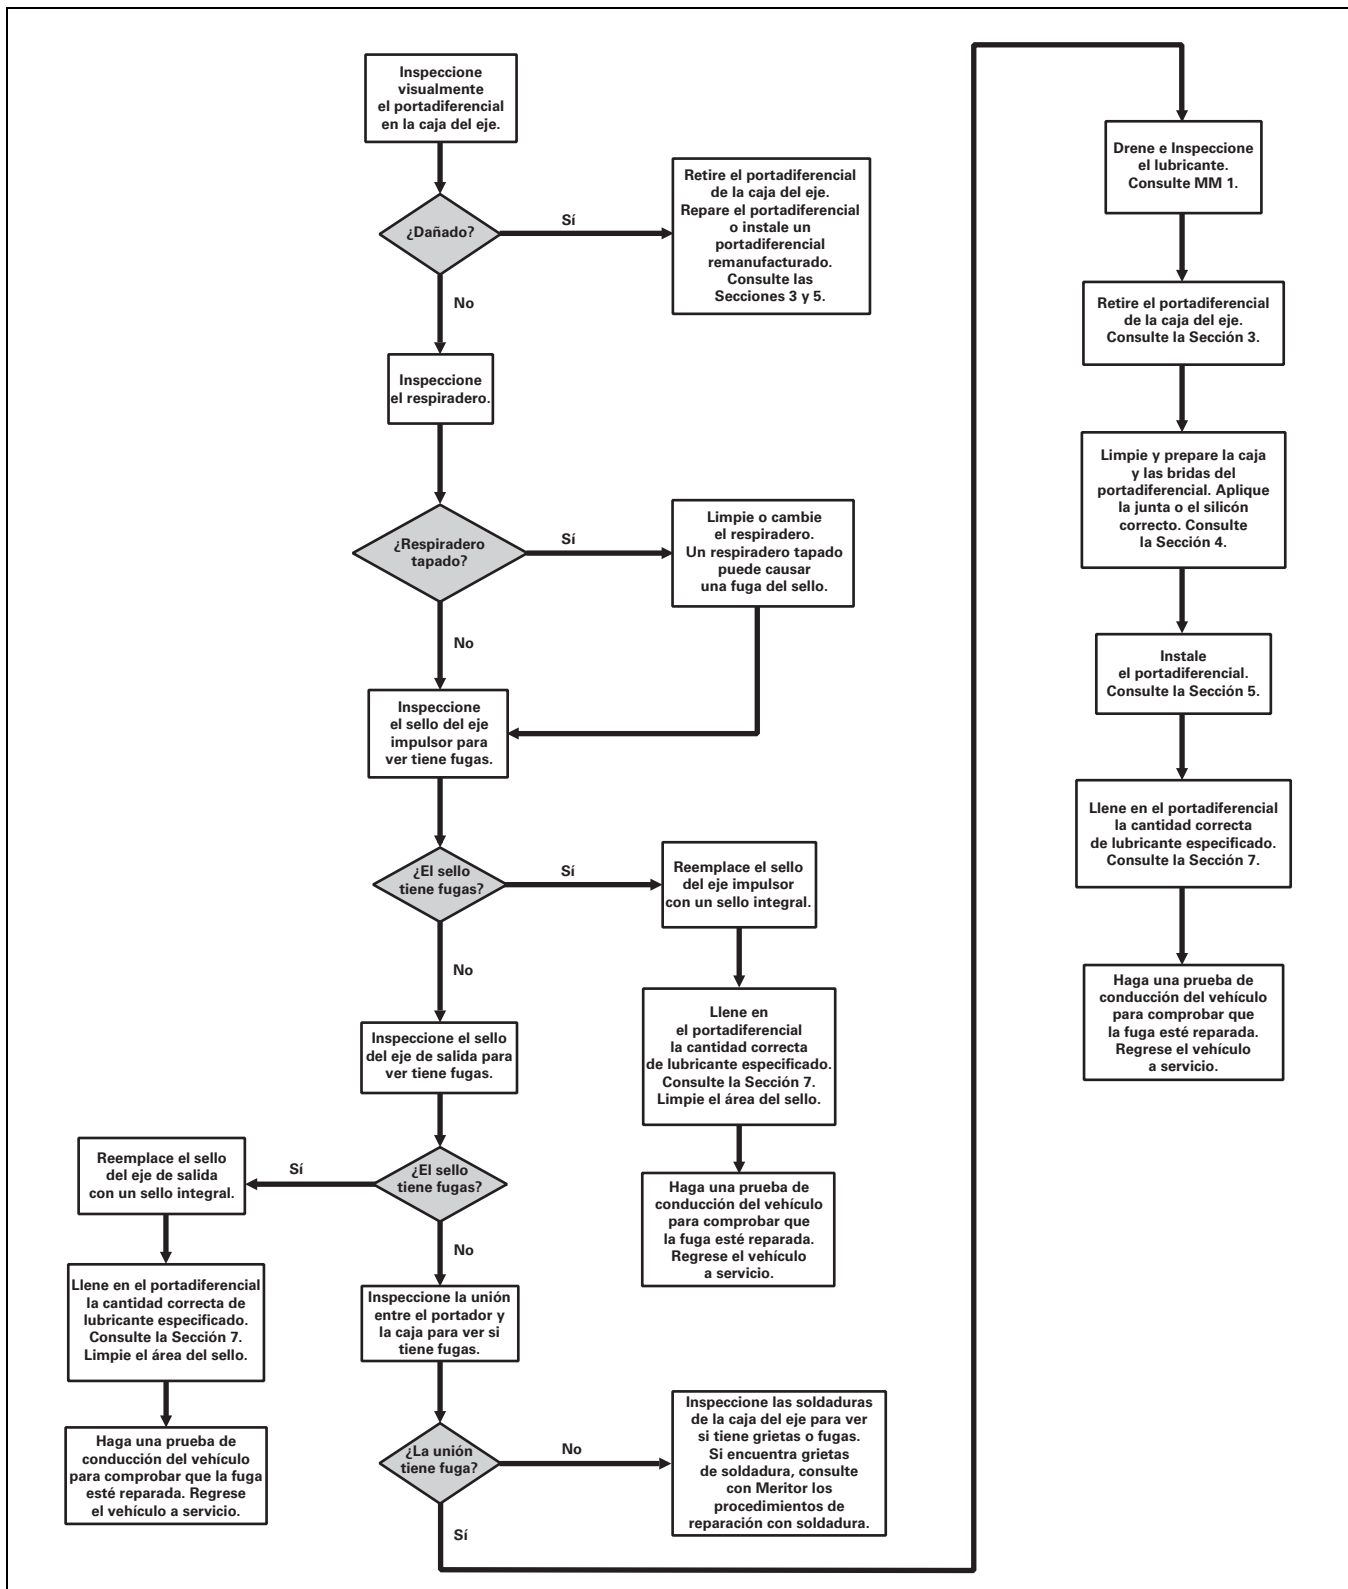 Inspeccione
visualmente
el portadiferencial
en la caja del eje.
¿Dañado?
Sí
Retire el portadiferencial
de la caja del eje.
Repare el portadiferencial
o instale un
portadiferencial
remanufacturado.
Consulte las
Secciones 3 y 5.
No
Inspeccione
el respiradero.
¿Respiradero
tapado?
Sí
Limpie o cambie
el respiradero.
Un respiradero tapado
puede causar
una fuga del sello.
No
Inspeccione
el sello del eje
impulsor para
ver tiene fugas.
¿El sello
tiene fugas?
Sí
Reemplace el sello
del eje impulsor
con un sello integral.
Llene en
el portadiferencial
la cantidad correcta
de lubricante especificado.
Consulte la Sección 7.
Limpie el área del sello.
Haga una prueba de
conducción del vehículo
para comprobar que
la fuga esté reparada.
Regrese el vehículo
a servicio.
No
Inspeccione el sello
del eje de salida para
ver tiene fugas.
¿El sello
tiene fugas?
Sí
Reemplace el sello
del eje de salida
con un sello integral.
Llene en el portadiferencial
la cantidad correcta de
lubricante especificado.
Consulte la Sección 7.
Limpie el área del sello.
Haga una prueba de
conducción del vehículo
para comprobar que la fuga
esté reparada. Regrese
el vehículo a servicio.
No
Inspeccione la unión
entre el portador y
la caja para ver si
tiene fugas.
¿La unión
tiene fuga?
No
Inspeccione las soldaduras
de la caja del eje para ver
si tiene grietas o fugas.
Si encuentra grietas
de soldadura, consulte
con Meritor los
procedimientos de
reparación con soldadura.
Sí
Drene e Inspeccione
el lubricante.
Consulte MM 1.
Retire el portadiferencial
de la caja del eje.
Consulte la Sección 3.
Limpie y prepare la caja
y las bridas del
portadiferencial. Aplique
la junta o el silicón
correcto. Consulte
la Sección 4.
Instale
el portadiferencial.
Consulte la Sección 5.
Llene en el portadiferencial
la cantidad correcta
de lubricante especificado.
Consulte la Sección 7.
Haga una prueba de
conducción del vehículo
para comprobar que
la fuga esté reparada.
Regrese el vehículo
a servicio.